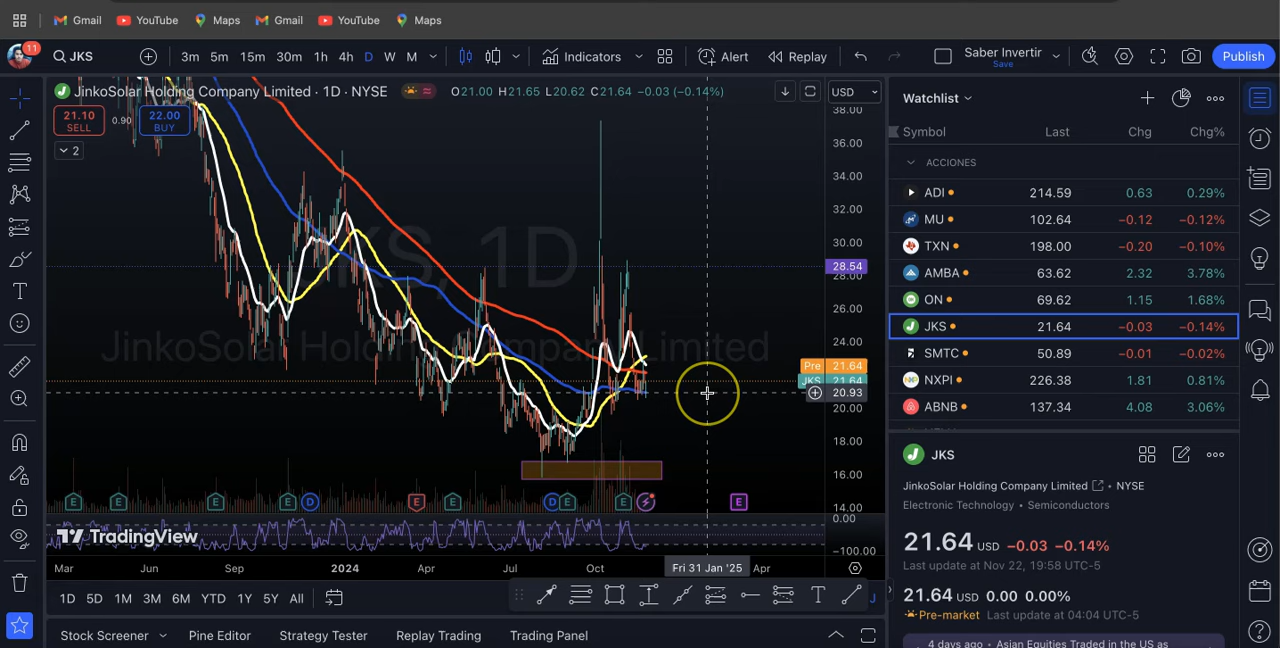 Gmail YouTube Maps Gmail YouTube Maps
11
JKS 3m 5m 15m 30m 1h 4h D W M Indicators Alert Replay Saber Invertir Save Publish
JinkoSolar Holding Company Limited · 1D · NYSE O21.00 H21.65 L20.62 C21.64 −0.03 (−0.14%)
USD
21.10 SELL 0.90 22.00 BUY
2
JKS, 1D
JinkoSolar Holding Company Limited
38.00
36.00
34.00
32.00
30.00
28.54
28.00
26.00
24.00
Pre 21.64
JKS 21.64
20.93
20.00
18.00
16.00
14.00
0.00
−100.00
E E E E D E E D E E E
TradingView
Mar Jun Sep 2024 Apr Jul Oct Fri 31 Jan '25 Apr
1D 5D 1M 3M 6M YTD 1Y 5Y All
Stock Screener Pine Editor Strategy Tester Replay Trading Trading Panel
Watchlist
Symbol Last Chg Chg%
ACCIONES
ADI 214.59 0.63 0.29%
MU 102.64 −0.12 −0.12%
TXN 198.00 −0.20 −0.10%
AMBA 63.62 2.32 3.78%
ON 69.62 1.15 1.68%
JKS 21.64 −0.03 −0.14%
SMTC 50.89 −0.01 −0.02%
NXPI 226.38 1.81 0.81%
ABNB 137.34 4.08 3.06%
JKS
JinkoSolar Holding Company Limited • NYSE
Electronic Technology • Semiconductors
21.64 USD −0.03 −0.14%
Last update at Nov 22, 19:58 UTC-5
21.64 USD 0.00 0.00%
Pre-market Last update at 04:04 UTC-5
4 days ago • Asian Equities Traded in the US as